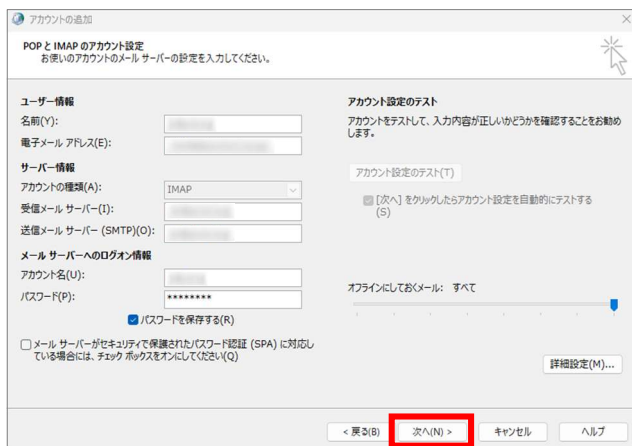 アカウントの追加
POP と IMAP のアカウント設定
お使いのアカウントのメール サーバーの設定を入力してください。
ユーザー情報
名前(Y):
電子メール アドレス(E):
サーバー情報
アカウントの種類(A):
IMAP
受信メール サーバー(I):
送信メール サーバー (SMTP)(O):
メール サーバーへのログオン情報
アカウント名(U):
パスワード(P):
********
パスワードを保存する(R)
メール サーバーがセキュリティで保護されたパスワード認証 (SPA) に対応し
ている場合には、チェック ボックスをオンにしてください(Q)
アカウント設定のテスト
アカウントをテストして、入力内容が正しいかどうかを確認することをお勧め
します。
アカウント設定のテスト(T)
[次へ] をクリックしたらアカウント設定を自動的にテストする
(S)
オフラインにしておくメール: すべて
詳細設定(M)...
< 戻る(B)
次へ(N) >
キャンセル
ヘルプ